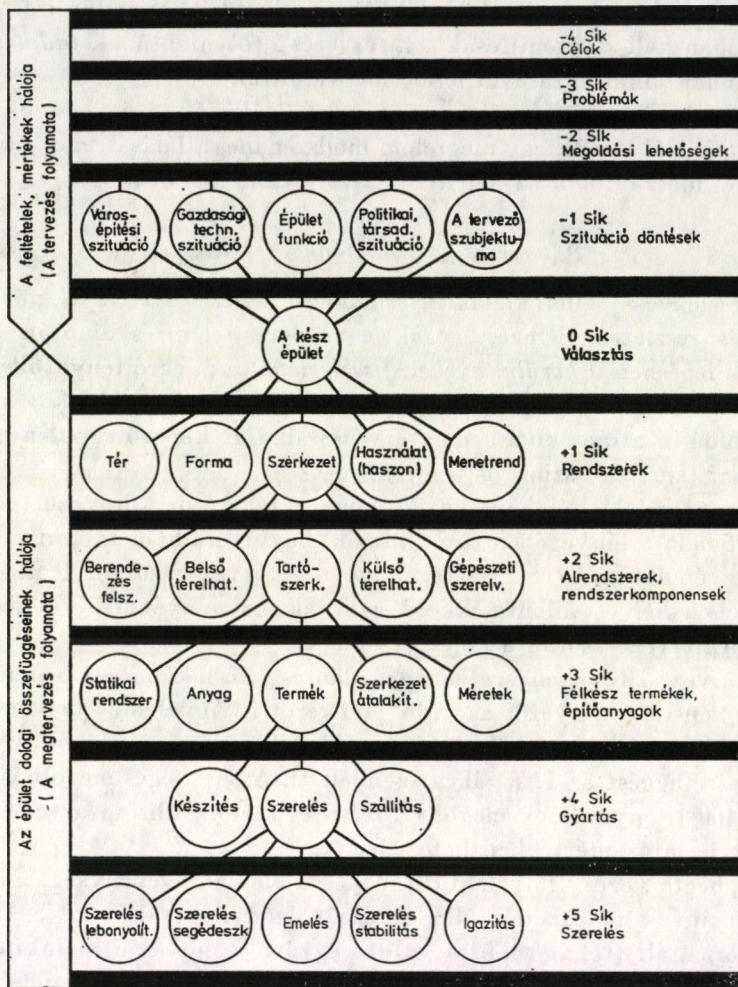 -4 Sík
Célok
-3 Sík
Problémák
-2 Sík
Megoldási lehetőségek
A feltételek, mértékek hálója
(A tervezés folyamata)
Város-
építési
szituáció
Gazdasági
techn.
szituáció
Épület
funkció
Politikai,
társad.
szituáció
A tervező
szubjektu-
ma
-1 Sík
Szituáció döntések
A kész
épület
0 Sík
Választás
Tér
Forma
Szerkezet
Használat
(haszon)
Menetrend
+1 Sík
Rendszerek
Az épület dologi összefüggéseinek hálója
-( A megtervezés folyamata)
Berende-
zés
felsz.
Belső
térelhat.
Tartó-
szerk.
Külső
térelhat.
Gépészeti
szerelv.
+2 Sík
Alrendszerek,
rendszerkomponensek
Statikai
rendszer
Anyag
Termék
Szerkezet
átalakít.
Méretek
+3 Sík
Félkész termékek,
építőanyagok
Készítés
Szerelés
Szállítás
+4 Sík
Gyártás
Szerelés
lebonyolít.
Szerelés
segédeszk.
Emelés
Szerelés
stabilitás
Igazítás
+5 Sík
Szerelés